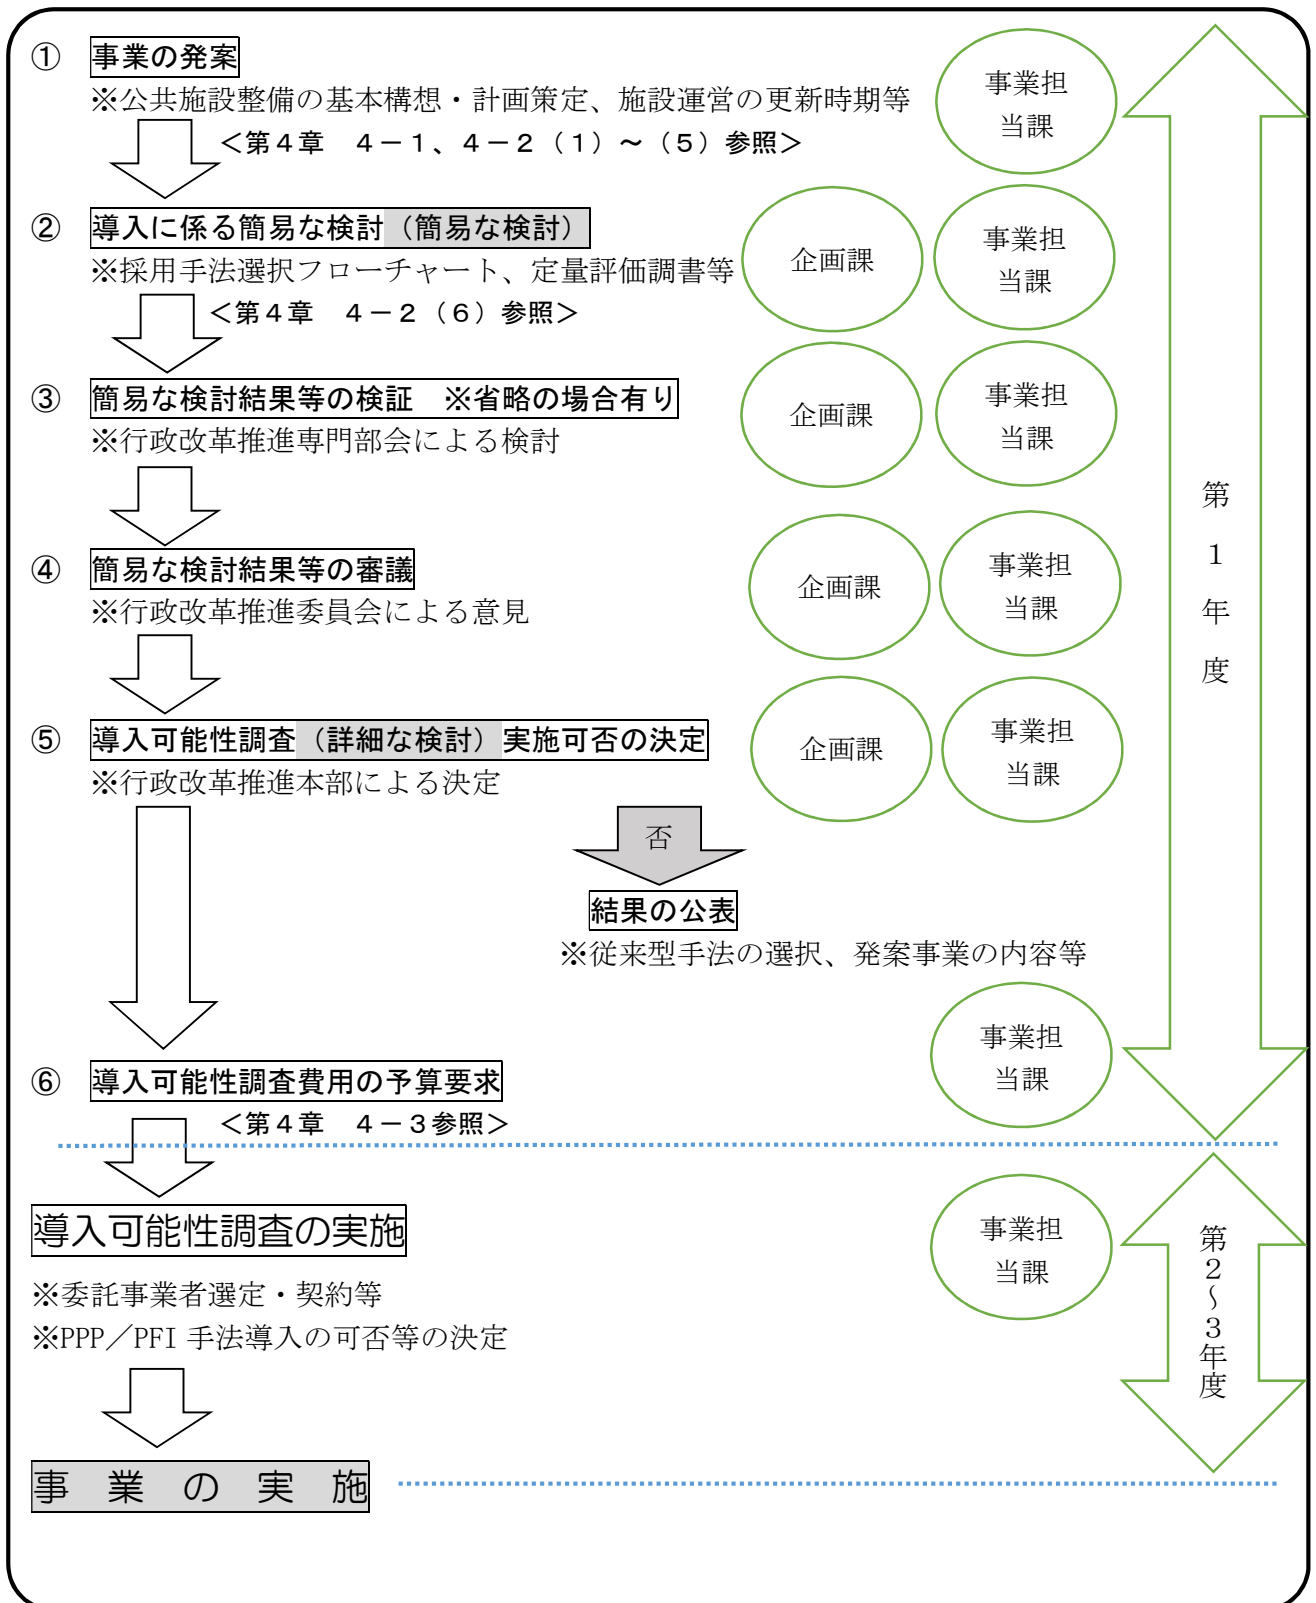 ① 事業の発案
※公共施設整備の基本構想・計画策定、施設運営の更新時期等
＜第４章　４－１、４－２（１）～（５）参照＞
事業担
当課
② 導入に係る簡易な検討（簡易な検討）
※採用手法選択フローチャート、定量評価調書等
＜第４章　４－２（６）参照＞
企画課
事業担
当課
③ 簡易な検討結果等の検証　※省略の場合有り
※行政改革推進専門部会による検討
企画課
事業担
当課
④ 簡易な検討結果等の審議
※行政改革推進委員会による意見
企画課
事業担
当課
⑤ 導入可能性調査（詳細な検討）実施可否の決定
※行政改革推進本部による決定
企画課
事業担
当課
否
結果の公表
※従来型手法の選択、発案事業の内容等
⑥ 導入可能性調査費用の予算要求
＜第４章　４－３参照＞
事業担
当課
第１年度
導入可能性調査の実施
※委託事業者選定・契約等
※PPP／PFI 手法導入の可否等の決定
事業担
当課
第２～３年度
事　業　の　実　施